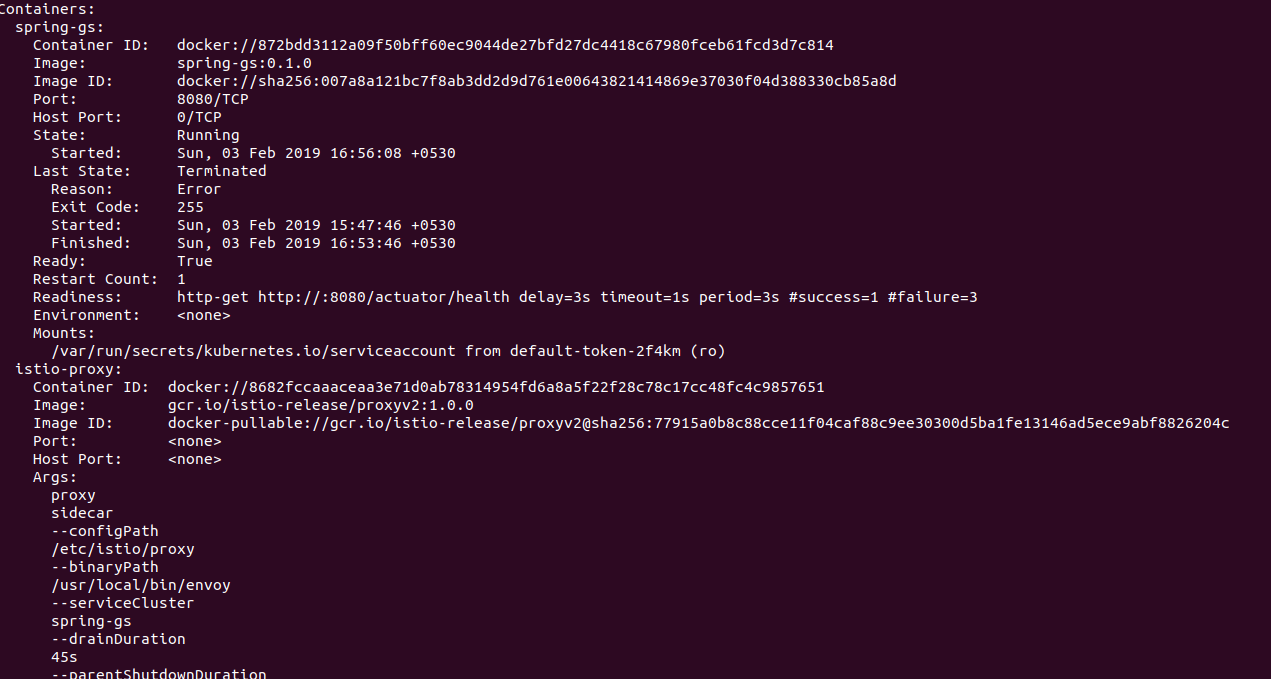 Containers:
  spring-gs:
    Container ID:   docker://872bdd3112a09f50bff60ec9044de27bfd27dc4418c67980fceb61fcd3d7c814
    Image:          spring-gs:0.1.0
    Image ID:       docker://sha256:007a8a121bc7f8ab3dd2d9d761e00643821414869e37030f04d388330cb85a8d
    Port:           8080/TCP
    Host Port:      0/TCP
    State:          Running
      Started:      Sun, 03 Feb 2019 16:56:08 +0530
    Last State:     Terminated
      Reason:       Error
      Exit Code:    255
      Started:      Sun, 03 Feb 2019 15:47:46 +0530
      Finished:     Sun, 03 Feb 2019 16:53:46 +0530
    Ready:          True
    Restart Count:  1
    Readiness:      http-get http://:8080/actuator/health delay=3s timeout=1s period=3s #success=1 #failure=3
    Environment:    <none>
    Mounts:
      /var/run/secrets/kubernetes.io/serviceaccount from default-token-2f4km (ro)
  istio-proxy:
    Container ID:  docker://8682fccaaaceaa3e71d0ab78314954fd6a8a5f22f28c78c17cc48fc4c9857651
    Image:         gcr.io/istio-release/proxyv2:1.0.0
    Image ID:      docker-pullable://gcr.io/istio-release/proxyv2@sha256:77915a0b8c88cce11f04caf88c9ee30300d5ba1fe13146ad5ece9abf8826204c
    Port:          <none>
    Host Port:     <none>
    Args:
      proxy
      sidecar
      --configPath
      /etc/istio/proxy
      --binaryPath
      /usr/local/bin/envoy
      --serviceCluster
      spring-gs
      --drainDuration
      45s
      --parentShutdownDuration